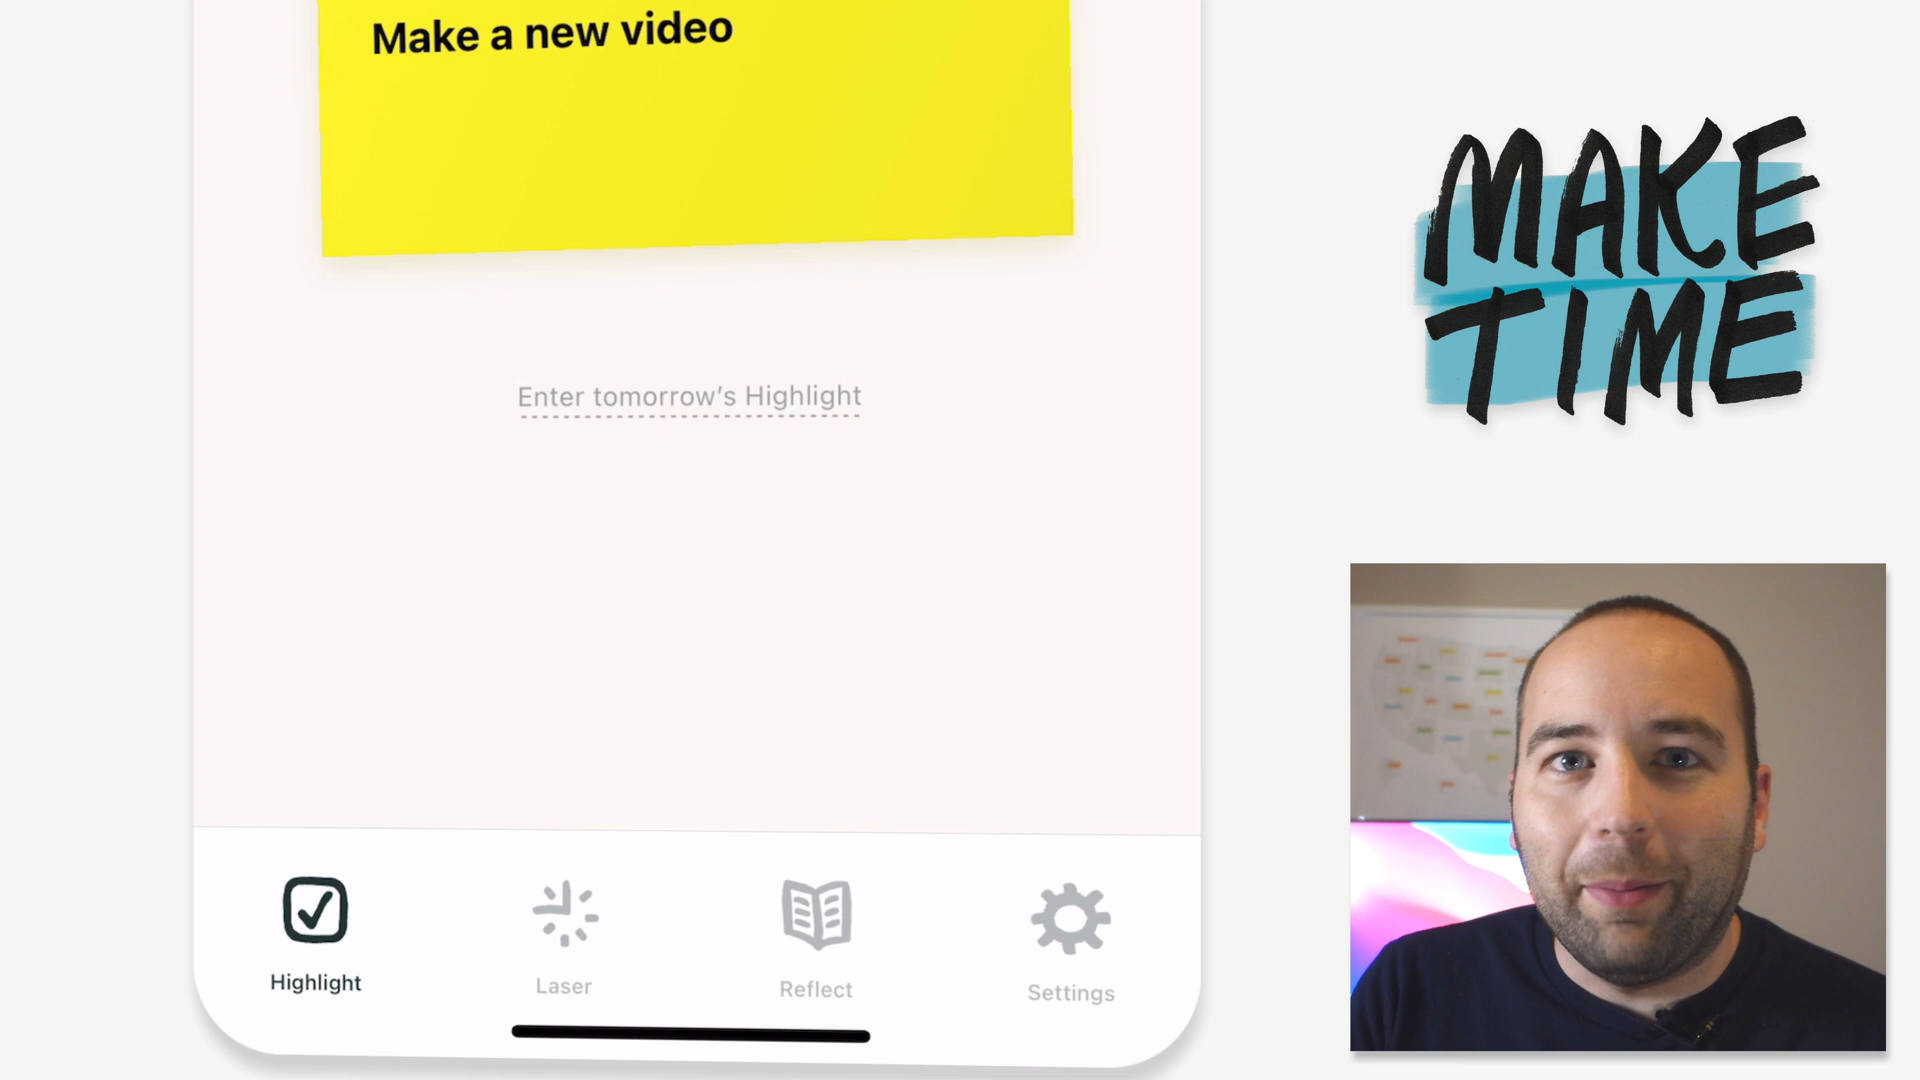 Make a new video
Enter tomorrow’s Highlight
Highlight
Laser
Reflect
Settings
MAKE
TIME